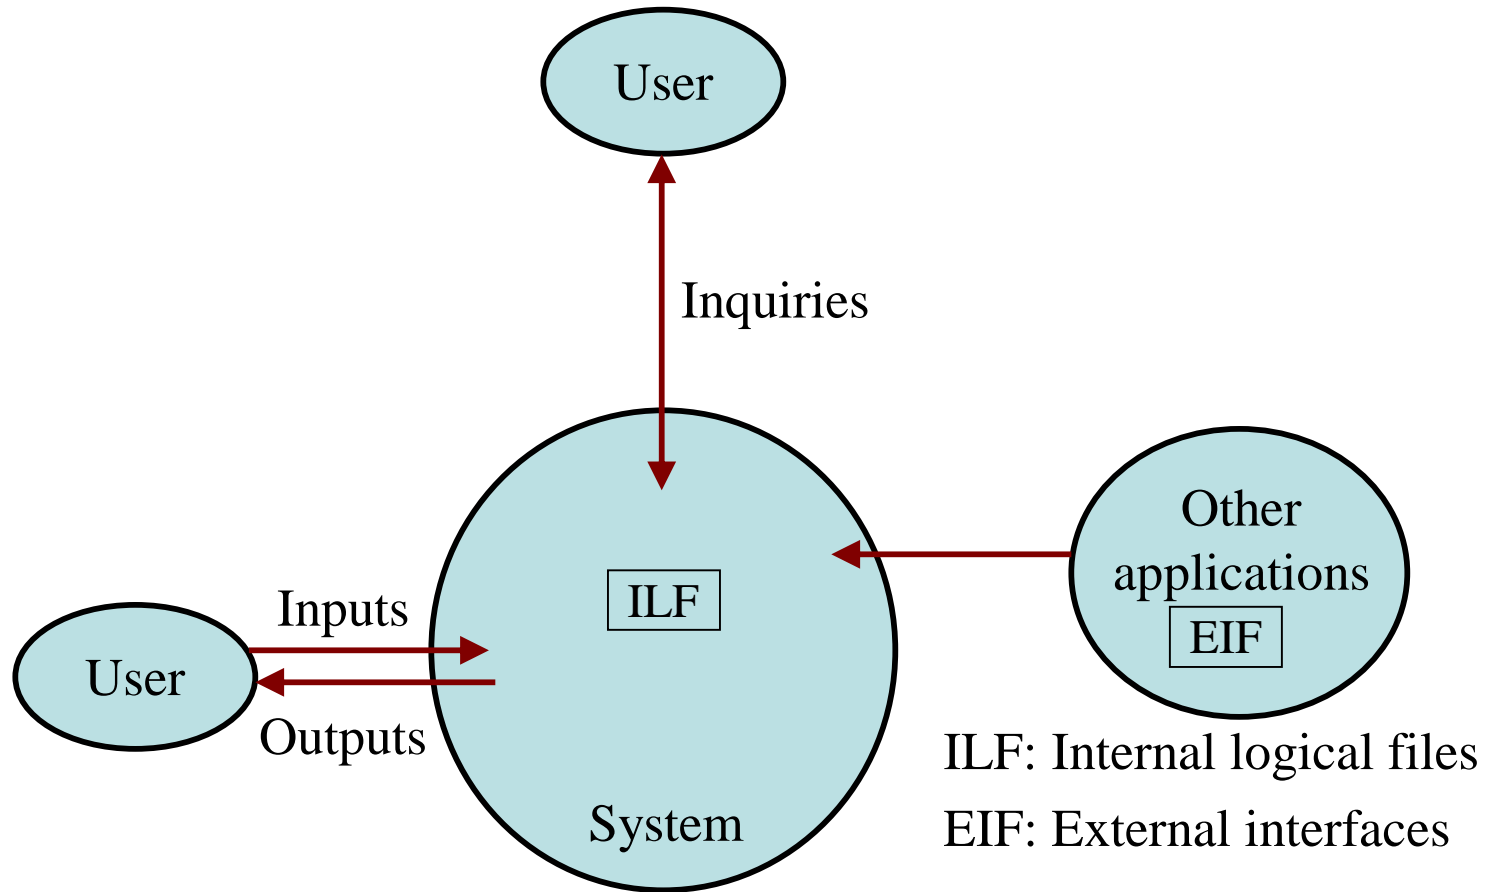 User
Inquiries
Other
applications
EIF
ILF
Inputs
User
Outputs
System
ILF: Internal logical files
EIF: External interfaces